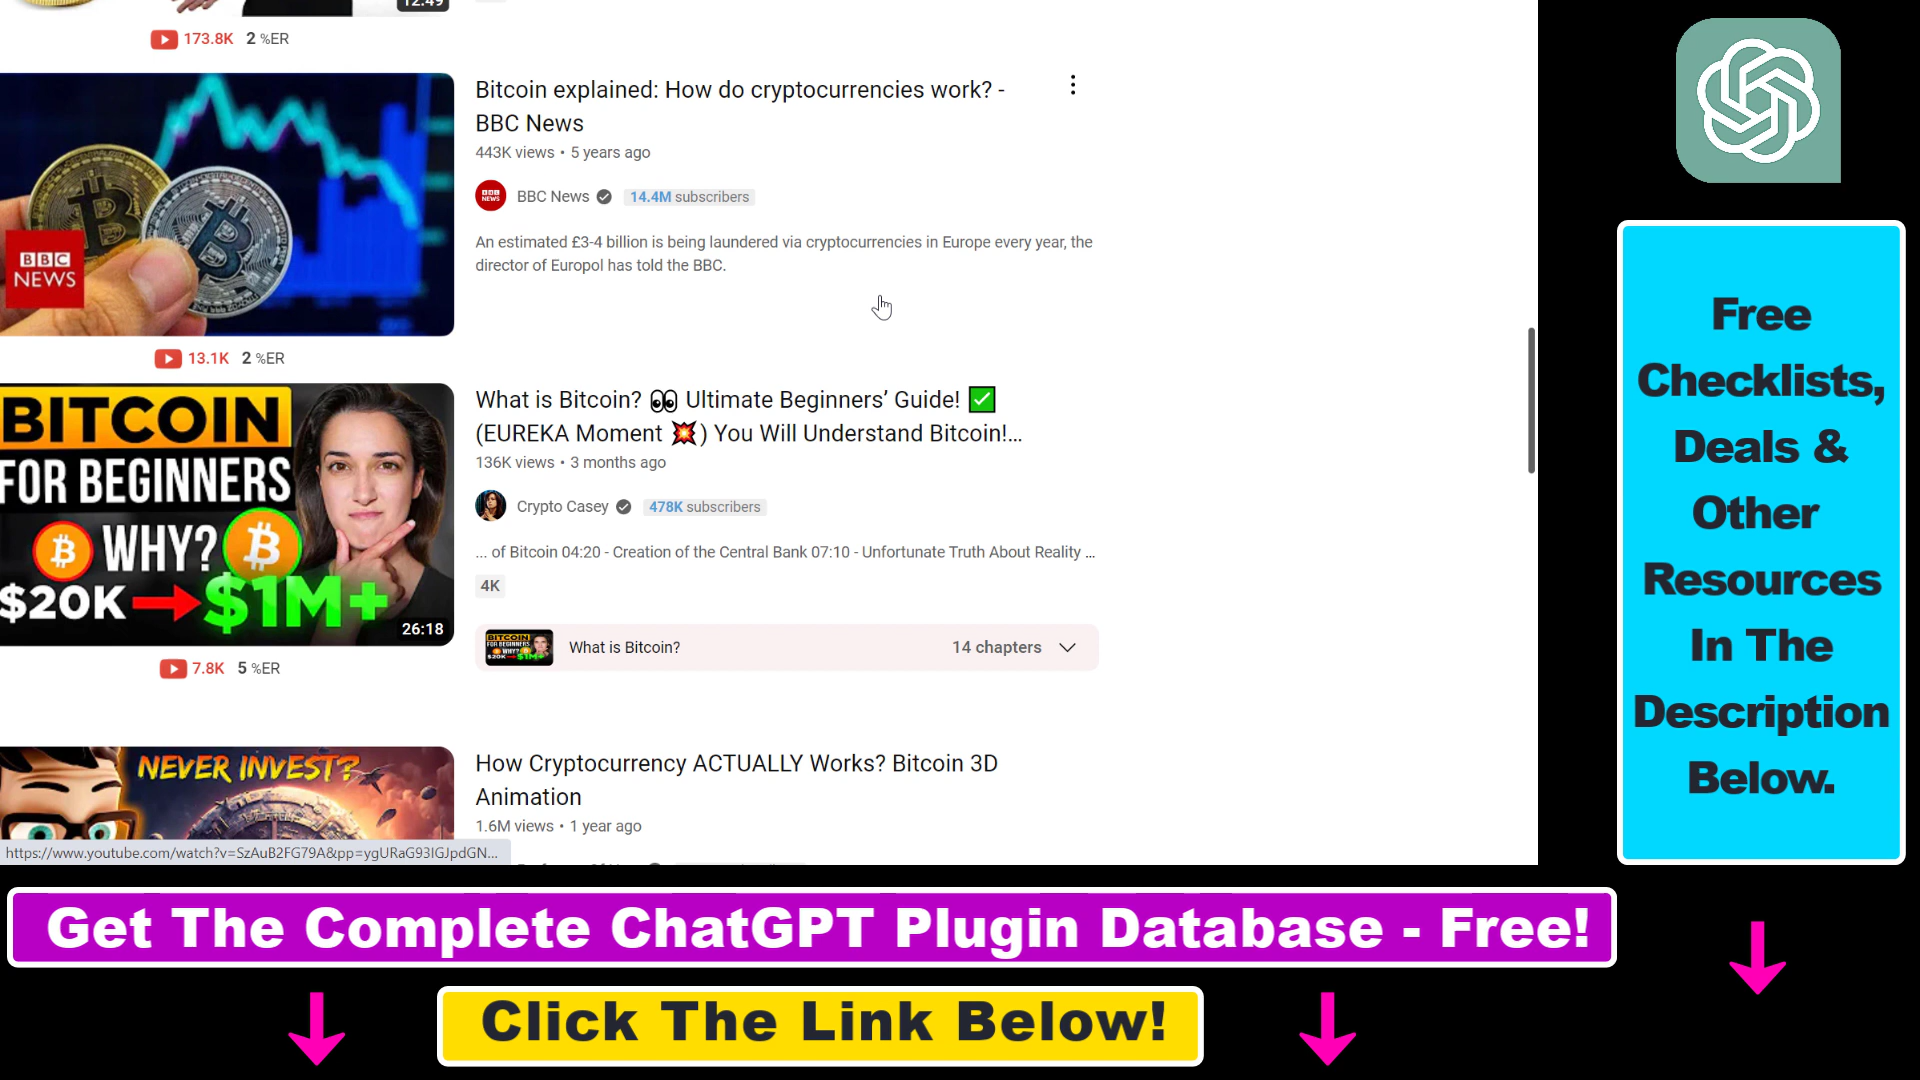 12:49
173.8K 2 %ER
Bitcoin explained: How do cryptocurrencies work? -
BBC News
443K views • 5 years ago
BBC News 14.4M subscribers
An estimated £3-4 billion is being laundered via cryptocurrencies in Europe every year, the
director of Europol has told the BBC.
BBC
NEWS
13.1K 2 %ER
BITCOIN
FOR BEGINNERS
WHY?
$20K $1M+
26:18
7.8K 5 %ER
What is Bitcoin? 👀 Ultimate Beginners’ Guide! ✅
(EUREKA Moment 💥) You Will Understand Bitcoin!...
136K views • 3 months ago
Crypto Casey 478K subscribers
... of Bitcoin 04:20 - Creation of the Central Bank 07:10 - Unfortunate Truth About Reality ...
4K
What is Bitcoin? 14 chapters
NEVER INVEST?
How Cryptocurrency ACTUALLY Works? Bitcoin 3D
Animation
1.6M views • 1 year ago
https://www.youtube.com/watch?v=SzAuB2FG79A&pp=ygURaG93IGJpdGN...
Free
Checklists,
Deals &
Other
Resources
In The
Description
Below.
Get The Complete ChatGPT Plugin Database - Free!
Click The Link Below!